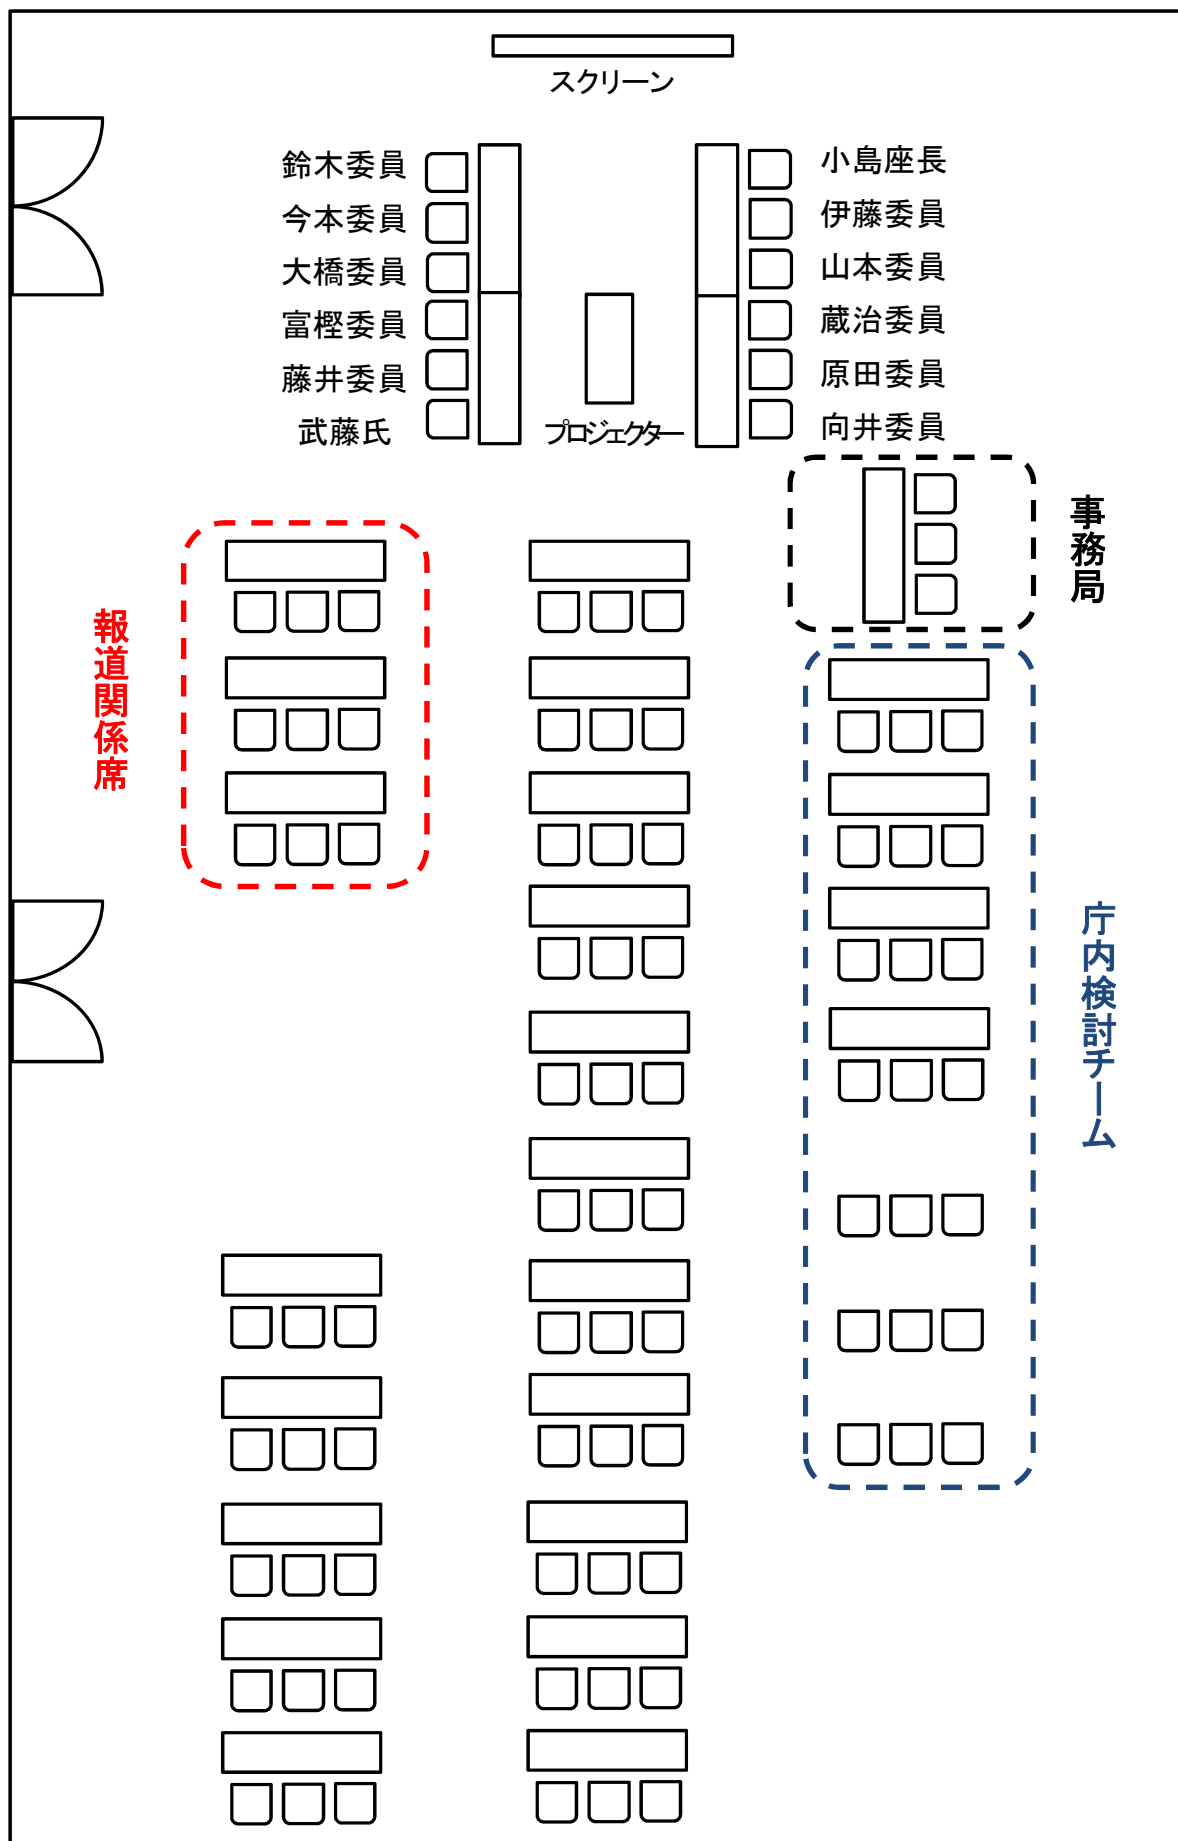 スクリーン
鈴木委員
今本委員
大橋委員
富樫委員
藤井委員
武藤氏
プロジェクター
小島座長
伊藤委員
山本委員
蔵治委員
原田委員
向井委員
事務局
報道関係席
庁内検討チーム